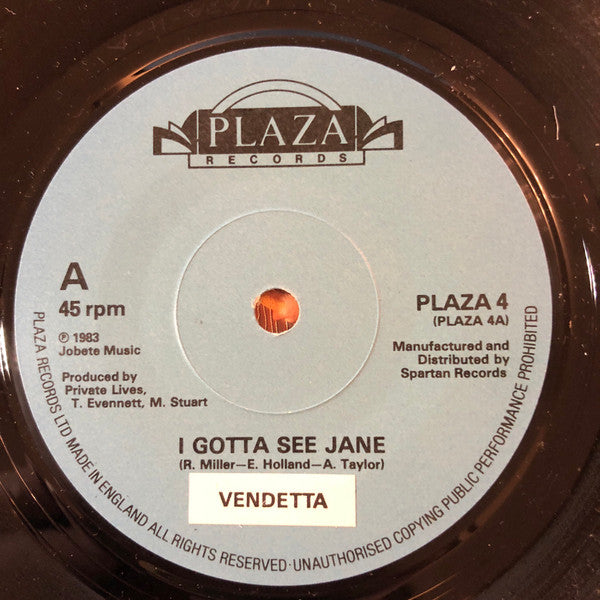 PLAZA
RECORDS
A
45 rpm
℗ 1983
Jobete Music
Produced by
Private Lives,
T. Evennett, M. Stuart
PLAZA 4
(PLAZA 4A)
Manufactured and
Distributed by
Spartan Records
I GOTTA SEE JANE
(R. Miller—E. Holland—A. Taylor)
VENDETTA
PLAZA RECORDS LTD MADE IN ENGLAND ALL RIGHTS RESERVED·UNAUTHORISED COPYING PUBLIC PERFORMANCE PROHIBITED